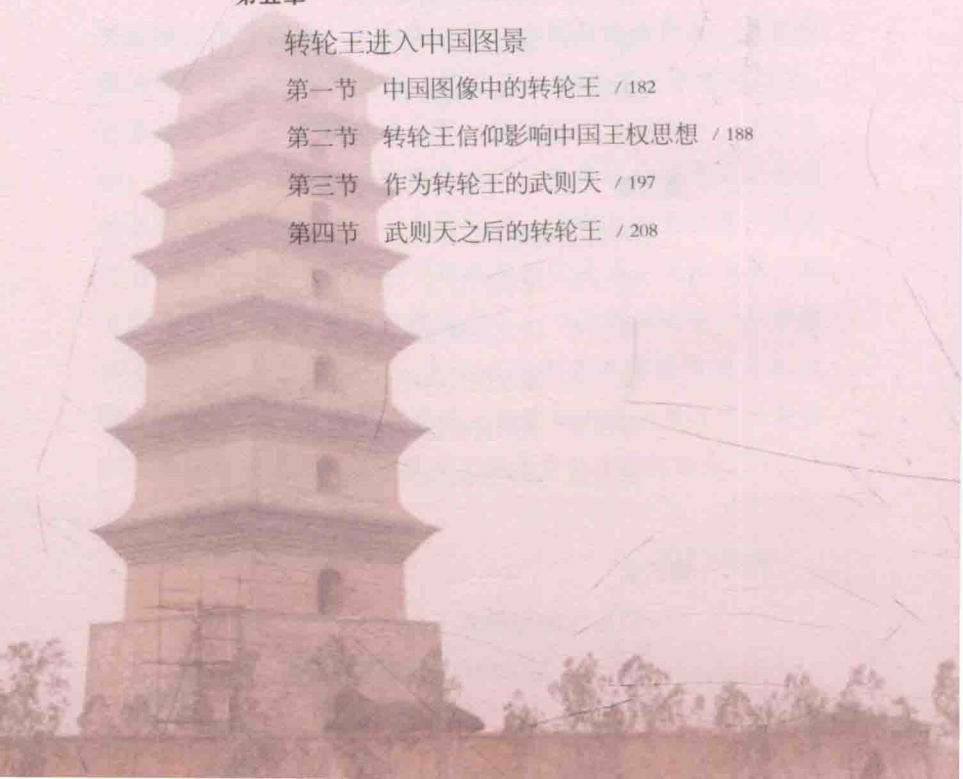 第五章
转轮王进入中国图景
第一节 中国图像中的转轮王 / 182
第二节 转轮王信仰影响中国王权思想 / 188
第三节 作为转轮王的武则天 / 197
第四节 武则天之后的转轮王 / 208